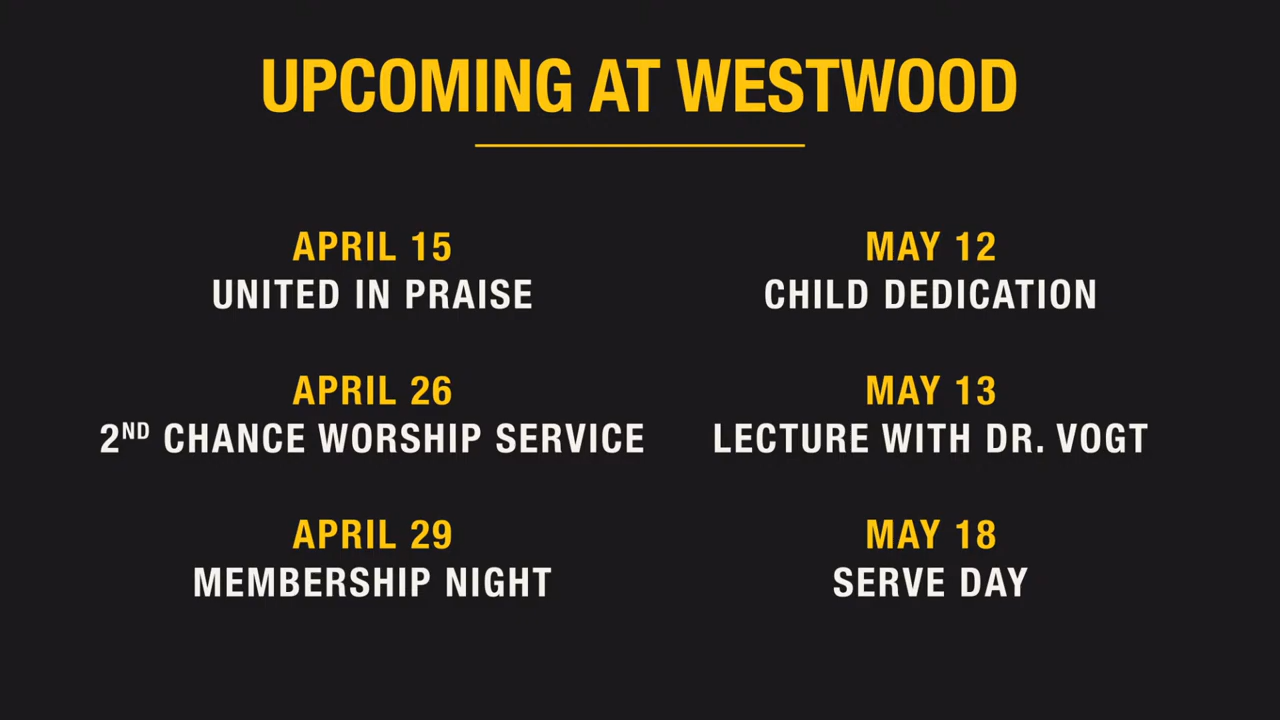 UPCOMING AT WESTWOOD
APRIL 15
UNITED IN PRAISE
APRIL 26
2ND CHANCE WORSHIP SERVICE
APRIL 29
MEMBERSHIP NIGHT
MAY 12
CHILD DEDICATION
MAY 13
LECTURE WITH DR. VOGT
MAY 18
SERVE DAY